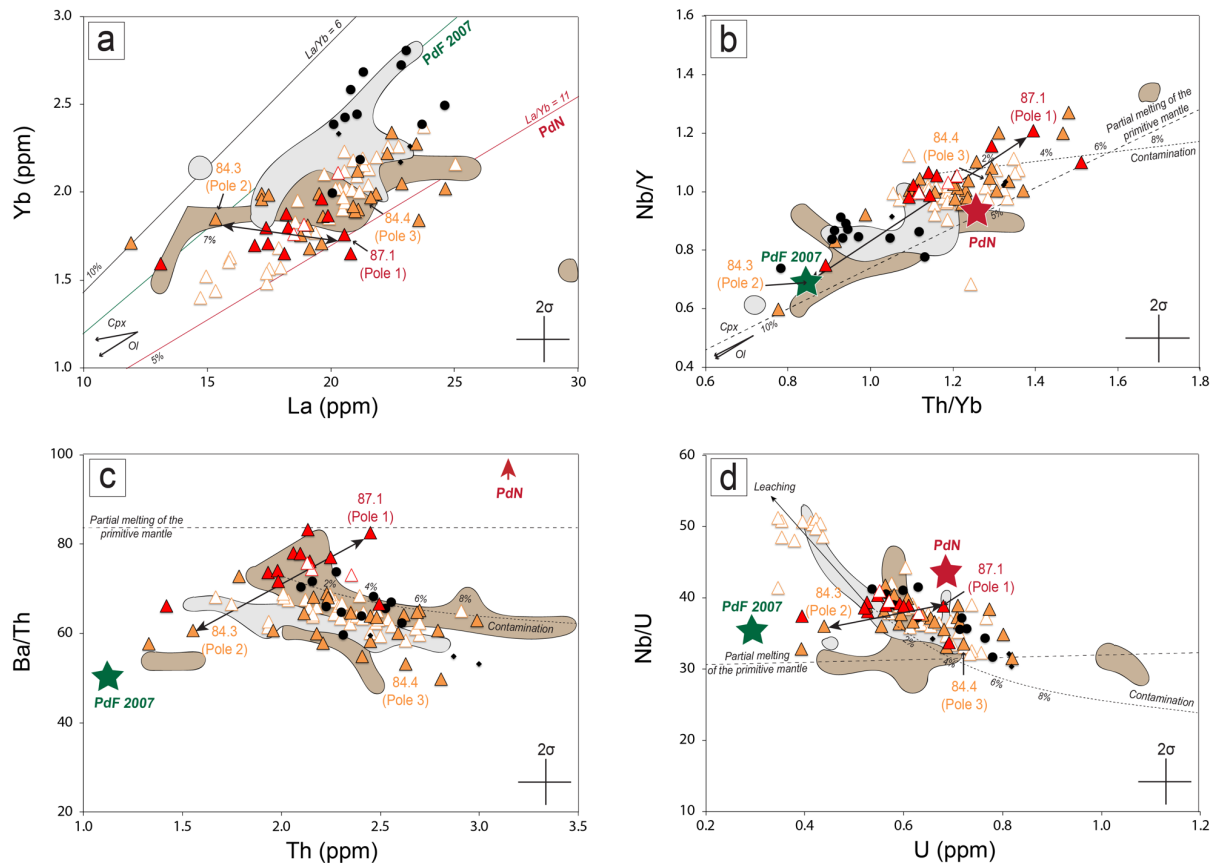 a
3.0
2.5
2.0
1.5
1.0
Yb (ppm)
La/Yb = 6
PdF 2007
La/Yb = 11
PdN
84.3
(Pole 2)
7%
84.4
(Pole 3)
87.1
(Pole 1)
10%
Cpx
Ol
5%
2σ
10
15
20
25
30
La (ppm)
b
1.6
1.4
1.2
1.0
0.8
0.6
0.4
Nb/Y
87.1
(Pole 1)
Partial melting of the
primitive mantle
84.4
(Pole 3)
2%
4%
6%
8%
Contamination
5%
PdN
PdF 2007
84.3
(Pole 2)
10%
Cpx
Ol
2σ
0.6
0.8
1.0
1.2
1.4
1.6
1.8
Th/Yb
c
100
80
60
40
20
Ba/Th
PdN
87.1
(Pole 1)
Partial melting of the
primitive mantle
2%
4%
6%
8%
Contamination
84.3
(Pole 2)
84.4
(Pole 3)
PdF 2007
2σ
1.0
1.5
2.0
2.5
3.0
3.5
Th (ppm)
d
60
50
40
30
20
10
Nb/U
Leaching
PdN
87.1
(Pole 1)
84.3
(Pole 2)
PdF 2007
Partial melting
of the primitive mantle
2%
4%
6%
8%
Contamination
84.4
(Pole 3)
2σ
0.2
0.4
0.6
0.8
1.0
1.2
U (ppm)